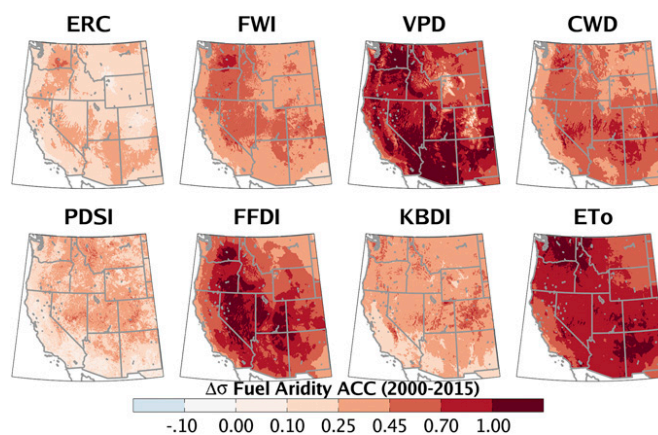 ERC FWI VPD CWD
PDSI FFDI KBDI ETo
Δσ Fuel Aridity ACC (2000-2015)
-.10 0.00 0.10 0.25 0.45 0.70 1.00